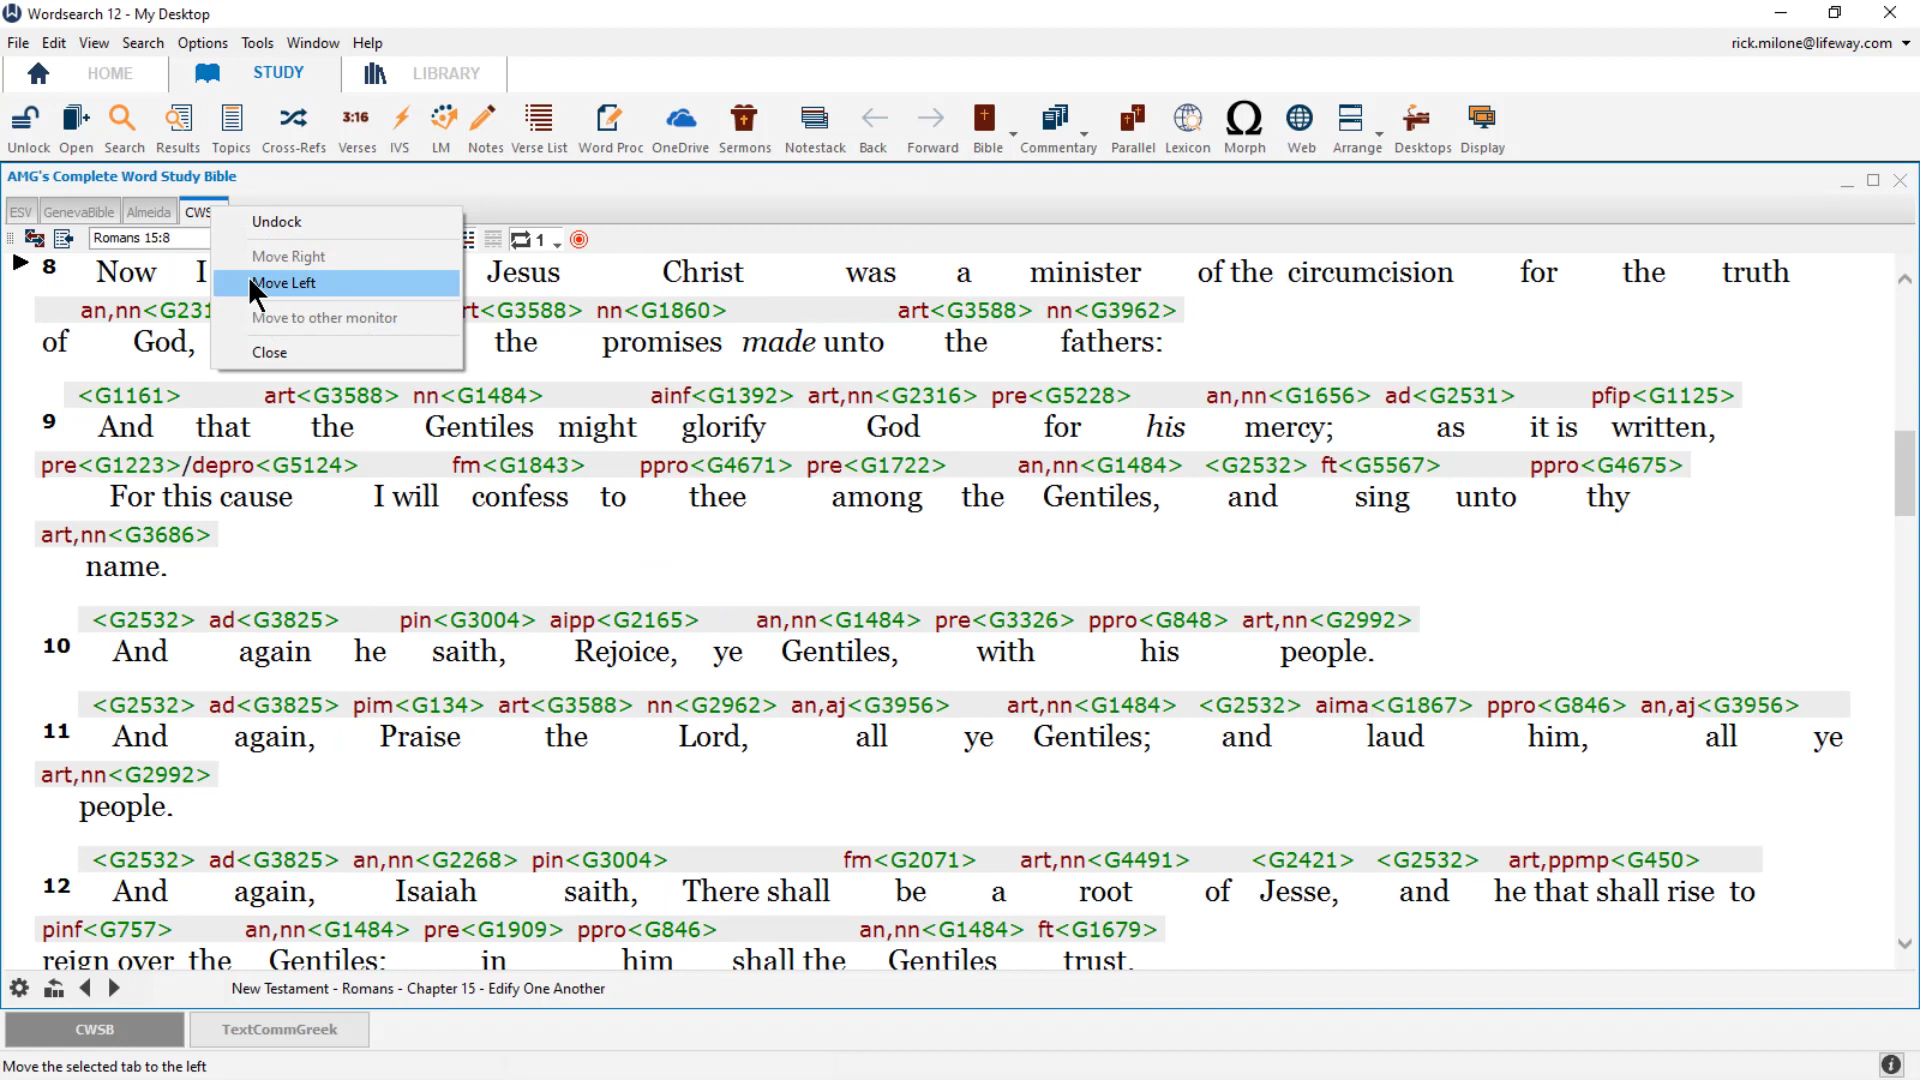 Wordsearch 12 - My Desktop
File Edit View Search Options Tools Window Help rick.milone@lifeway.com
HOME STUDY LIBRARY
3:16
Unlock Open Search Results Topics Cross-Refs Verses IVS LM Notes Verse List Word Proc OneDrive Sermons Notestack Back Forward Bible Commentary Parallel Lexicon Morph Web Arrange Desktops Display
AMG's Complete Word Study Bible
ESV GenevaBible Almeida CWS
Undock
Romans 15:8 1
Move Right
8 Now I Jesus Christ was a minister of the circumcision for the truth
Move Left
an,nn<G231 rt<G3588> nn<G1860> art<G3588> nn<G3962>
Move to other monitor
of God, the promises made unto the fathers:
Close
<G1161> art<G3588> nn<G1484> ainf<G1392> art,nn<G2316> pre<G5228> an,nn<G1656> ad<G2531> pfip<G1125>
9 And that the Gentiles might glorify God for his mercy; as it is written,
pre<G1223>/depro<G5124> fm<G1843> ppro<G4671> pre<G1722> an,nn<G1484> <G2532> ft<G5567> ppro<G4675>
For this cause I will confess to thee among the Gentiles, and sing unto thy
art,nn<G3686>
name.
<G2532> ad<G3825> pin<G3004> aipp<G2165> an,nn<G1484> pre<G3326> ppro<G848> art,nn<G2992>
10 And again he saith, Rejoice, ye Gentiles, with his people.
<G2532> ad<G3825> pim<G134> art<G3588> nn<G2962> an,aj<G3956> art,nn<G1484> <G2532> aima<G1867> ppro<G846> an,aj<G3956>
11 And again, Praise the Lord, all ye Gentiles; and laud him, all ye
art,nn<G2992>
people.
<G2532> ad<G3825> an,nn<G2268> pin<G3004> fm<G2071> art,nn<G4491> <G2421> <G2532> art,ppmp<G450>
12 And again, Isaiah saith, There shall be a root of Jesse, and he that shall rise to
pinf<G757> an,nn<G1484> pre<G1909> ppro<G846> an,nn<G1484> ft<G1679>
reign over the Gentiles; in him shall the Gentiles trust.
New Testament - Romans - Chapter 15 - Edify One Another
CWSB TextCommGreek
Move the selected tab to the left